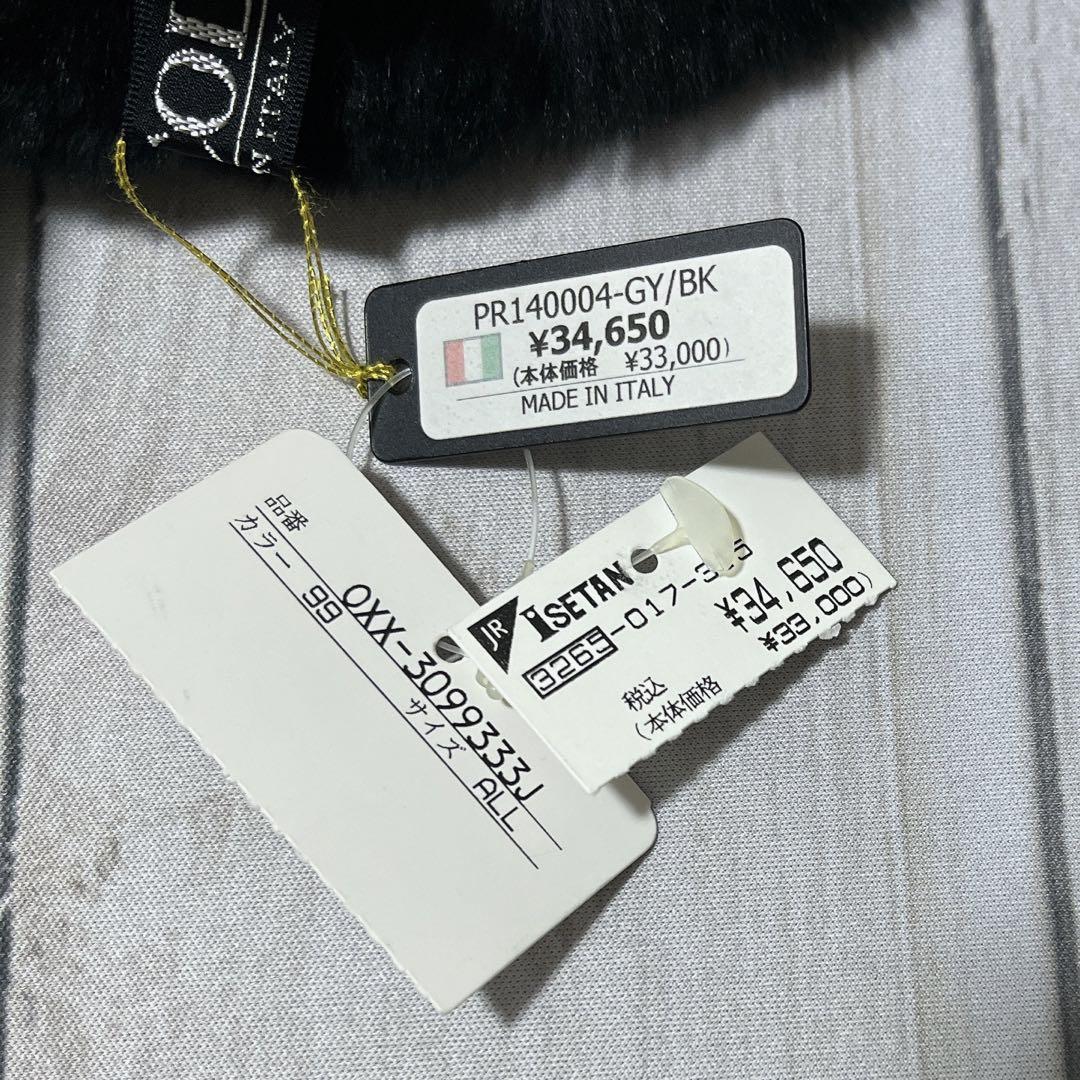 ITALY
PR140004-GY/BK
¥34,650
(本体価格 ¥33,000)
MADE IN ITALY
品番 OXX-3099333J
カラー 99 サイズ ALL
JR
ISETAN
3265-017-3
税込 ¥34,650
(本体価格 ¥33,000)